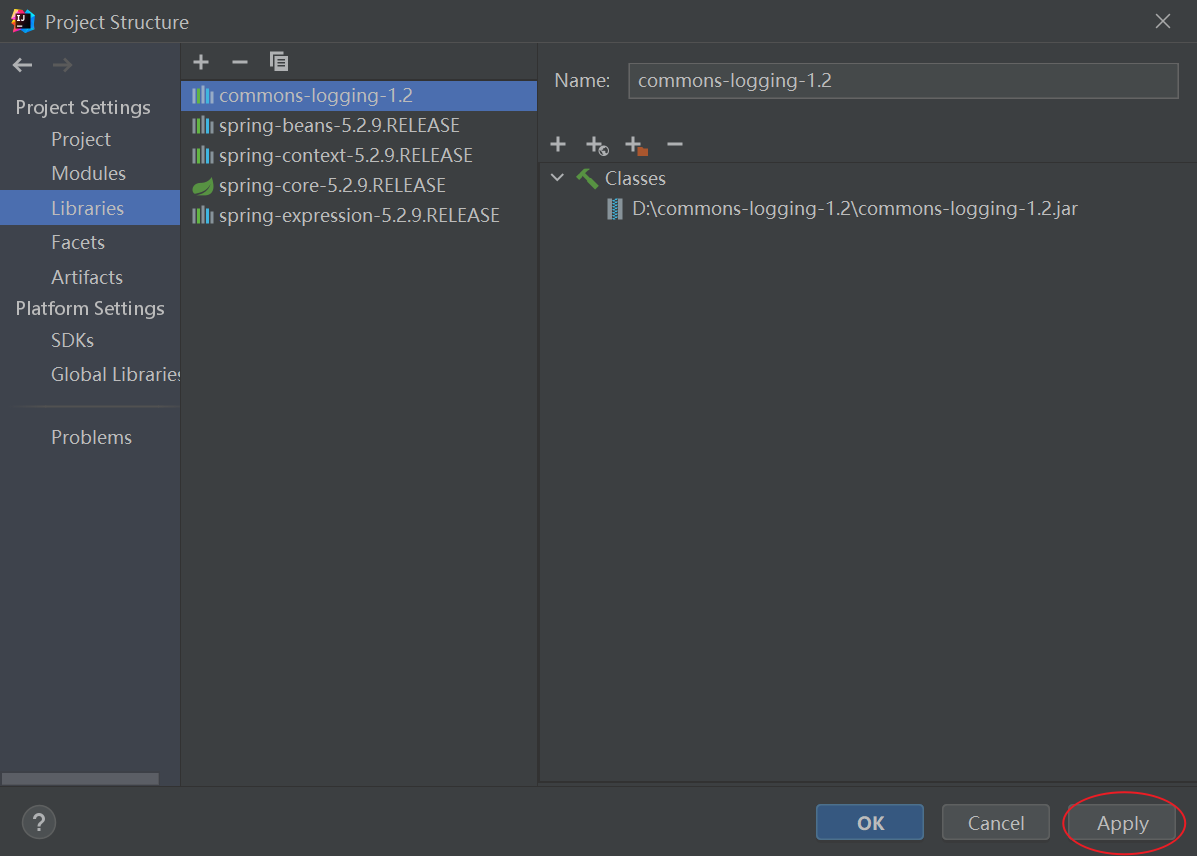 Project Structure
Project Settings
Project
Modules
Libraries
Facets
Artifacts
Platform Settings
SDKs
Global Libraries
Problems
commons-logging-1.2
spring-beans-5.2.9.RELEASE
spring-context-5.2.9.RELEASE
spring-core-5.2.9.RELEASE
spring-expression-5.2.9.RELEASE
Name: commons-logging-1.2
Classes
D:\commons-logging-1.2\commons-logging-1.2.jar
? OK Cancel Apply